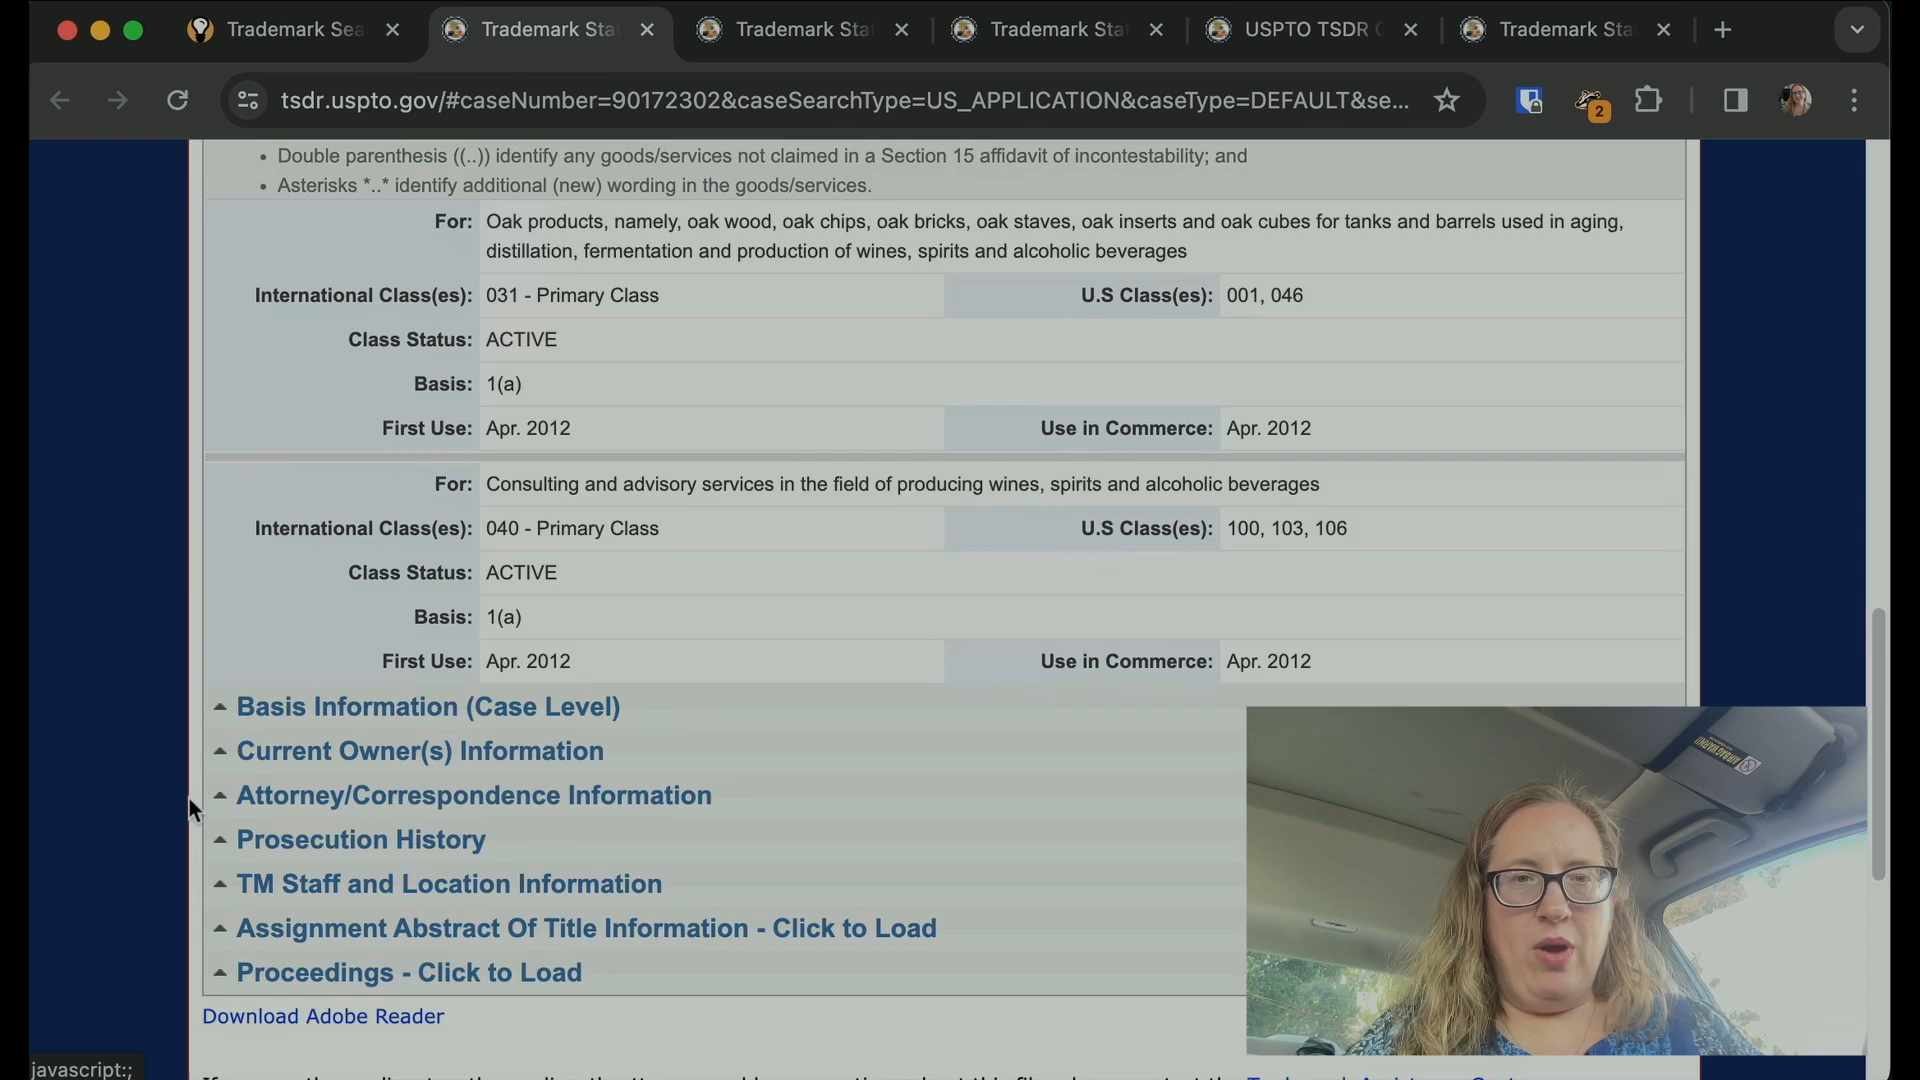 Trademark Sea
Trademark Sta
Trademark Sta
Trademark Sta
USPTO TSDR
Trademark Sta
tsdr.uspto.gov/#caseNumber=90172302&caseSearchType=US_APPLICATION&caseType=DEFAULT&se...
2
• Double parenthesis ((..)) identify any goods/services not claimed in a Section 15 affidavit of incontestability; and
• Asterisks *..* identify additional (new) wording in the goods/services.
For: Oak products, namely, oak wood, oak chips, oak bricks, oak staves, oak inserts and oak cubes for tanks and barrels used in aging,
distillation, fermentation and production of wines, spirits and alcoholic beverages
International Class(es): 031 - Primary Class U.S Class(es): 001, 046
Class Status: ACTIVE
Basis: 1(a)
First Use: Apr. 2012 Use in Commerce: Apr. 2012
For: Consulting and advisory services in the field of producing wines, spirits and alcoholic beverages
International Class(es): 040 - Primary Class U.S Class(es): 100, 103, 106
Class Status: ACTIVE
Basis: 1(a)
First Use: Apr. 2012 Use in Commerce: Apr. 2012
Basis Information (Case Level)
Current Owner(s) Information
Attorney/Correspondence Information
Prosecution History
TM Staff and Location Information
Assignment Abstract Of Title Information - Click to Load
Proceedings - Click to Load
Download Adobe Reader
javascript:;